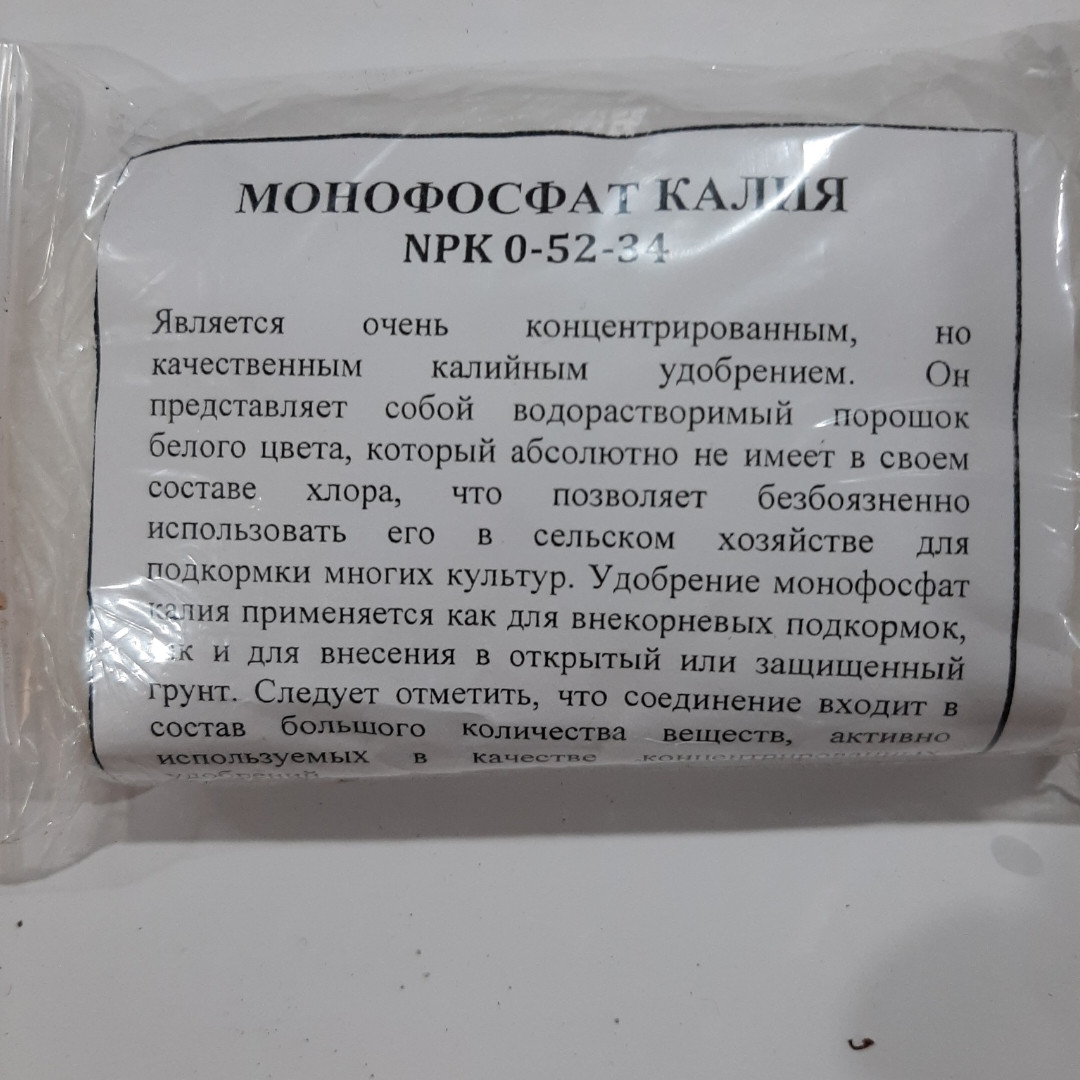 МОНОФОСФАТ КАЛИЯ
NPK 0-52-34
Является очень концентрированным, но
качественным калийным удобрением. Он
представляет собой водорастворимый порошок
белого цвета, который абсолютно не имеет в своем
составе хлора, что позволяет безбоязненно
использовать его в сельском хозяйстве для
подкормки многих культур. Удобрение монофосфат
калия применяется как для внекорневых подкормок,
так и для внесения в открытый или защищенный
грунт. Следует отметить, что соединение входит в
состав большого количества веществ, активно
используемых в качестве концентрированных
удобрений